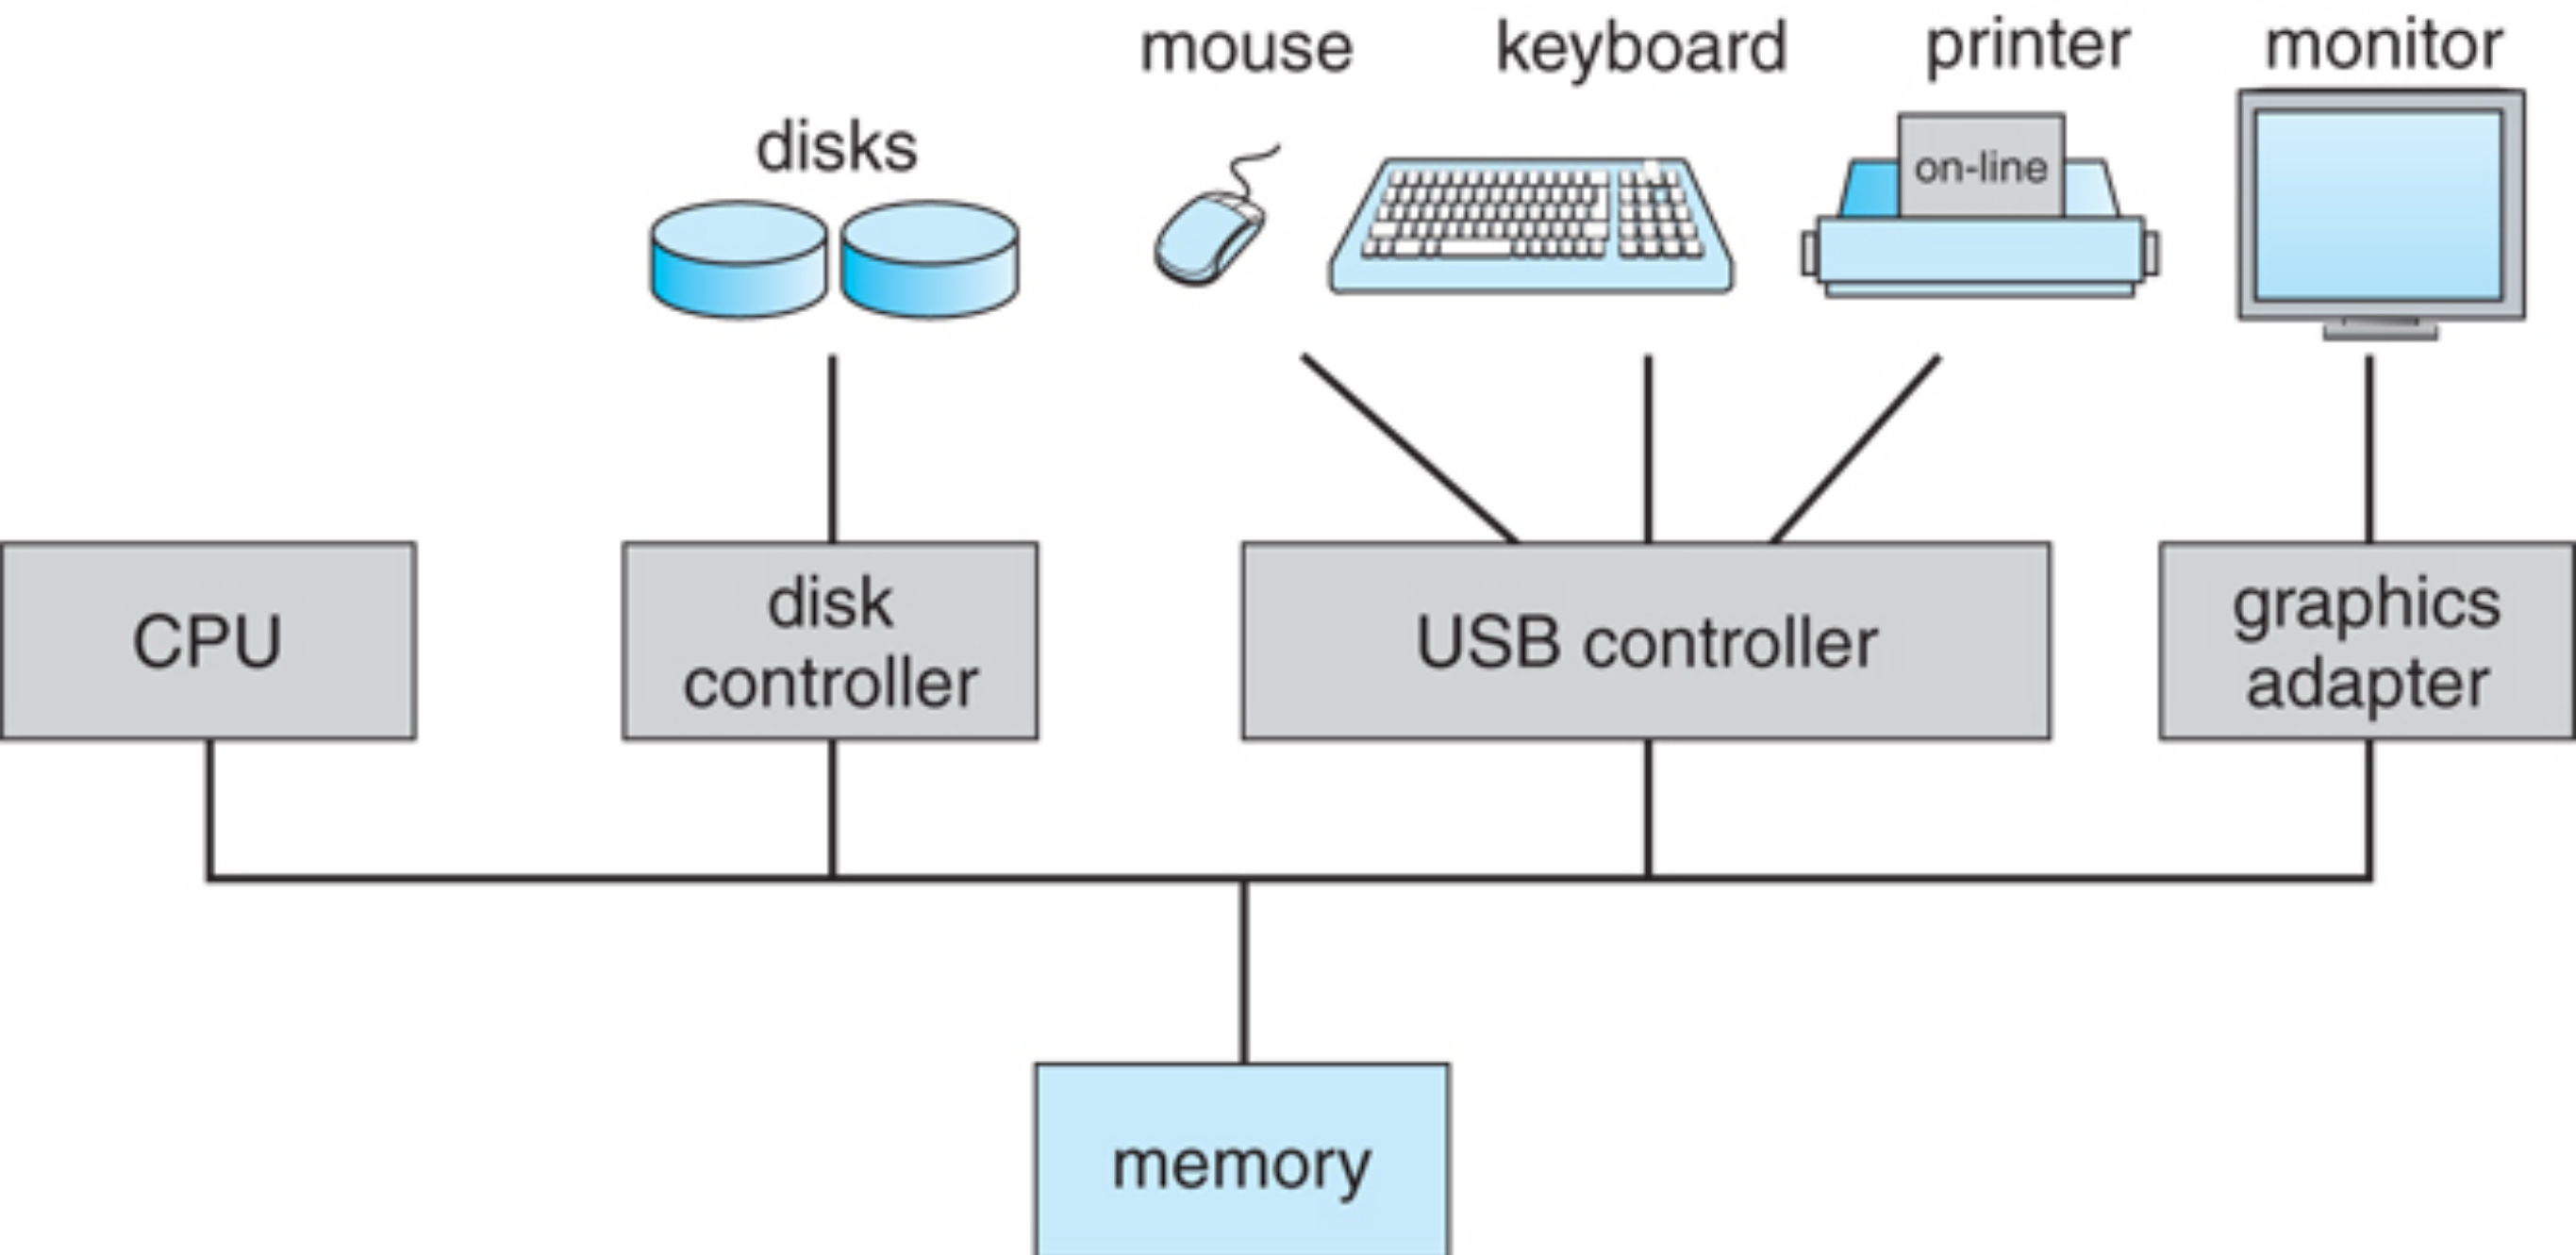 mouse
keyboard
printer
monitor
disks
on-line
CPU
disk
controller
USB controller
graphics
adapter
memory